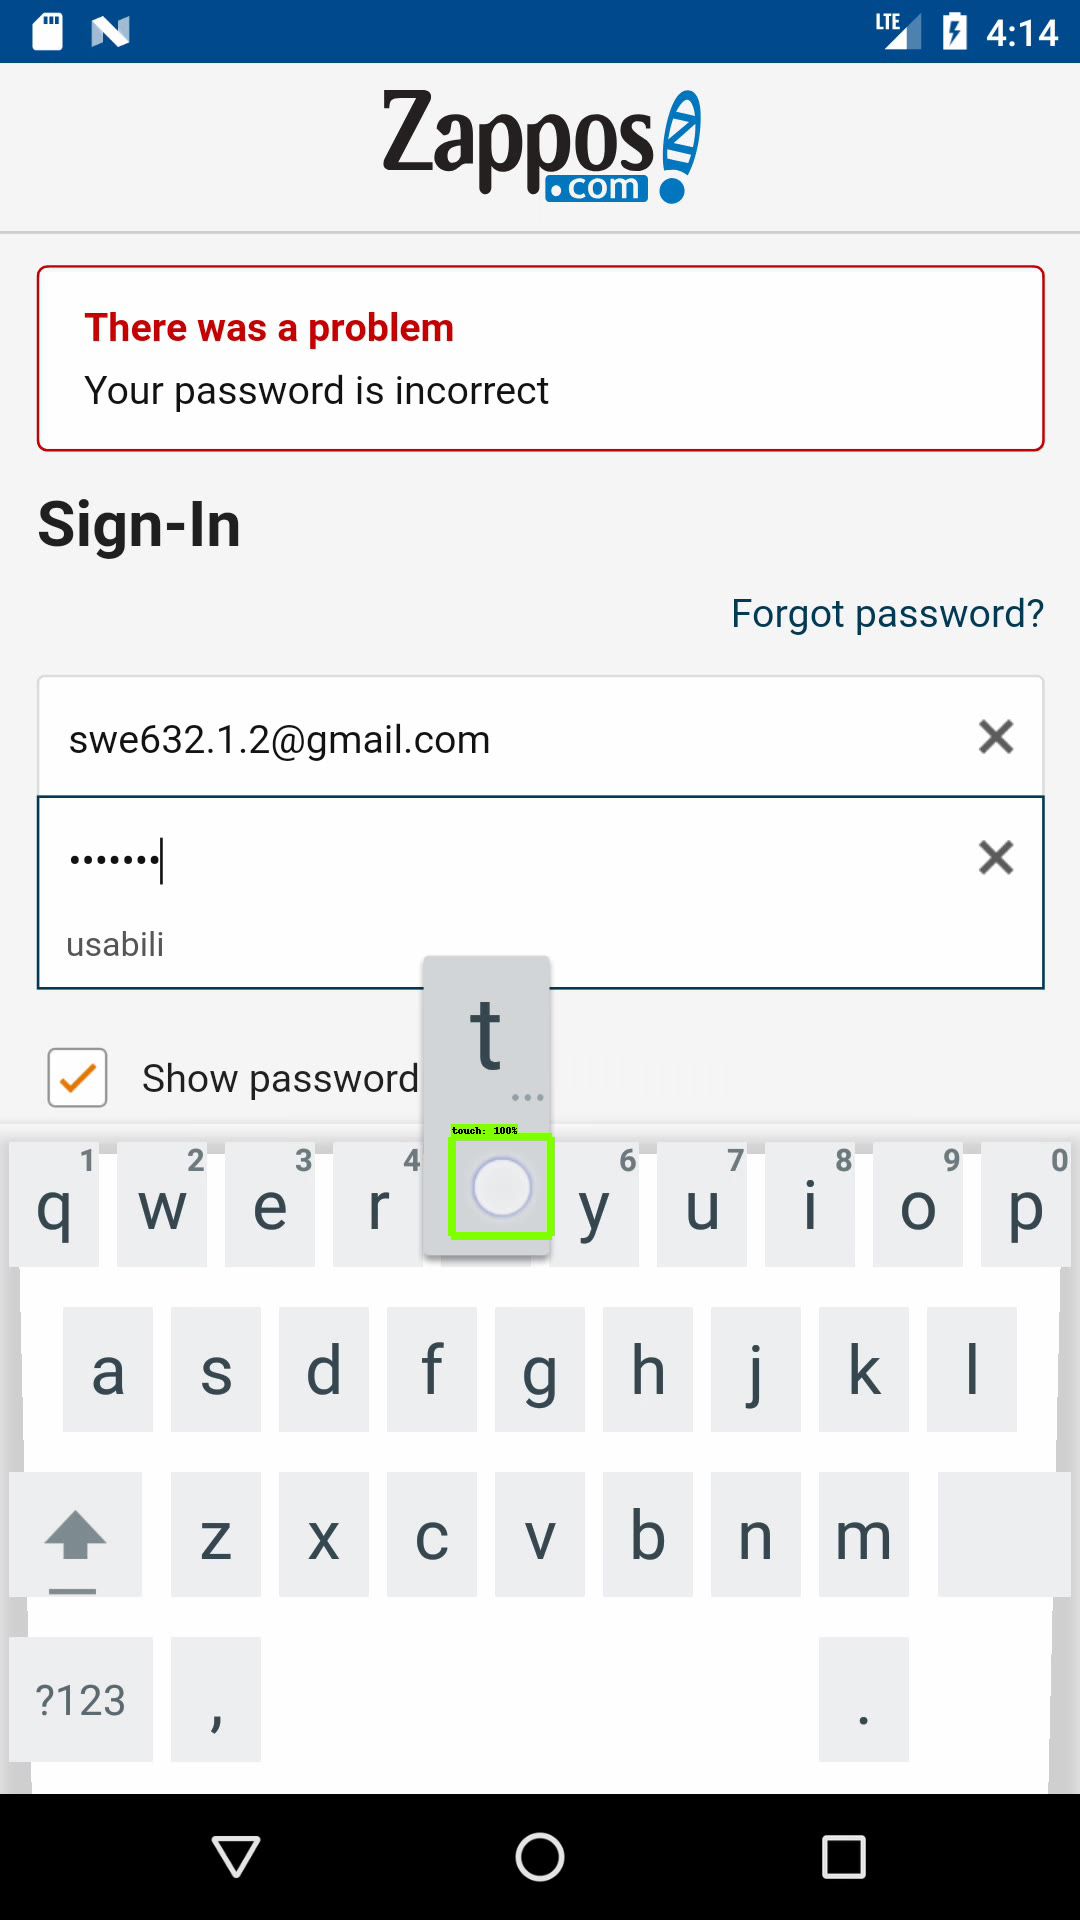 LTE 4:14
Zappos
.com
There was a problem
Your password is incorrect
Sign-In
Forgot password?
swe632.1.2@gmail.com
•••••••
usabili
t
...
Show password
touch: 100%
1 2 3 4 6 7 8 9 0
q w e r y u i o p
a s d f g h j k l
z x c v b n m
?123 , .